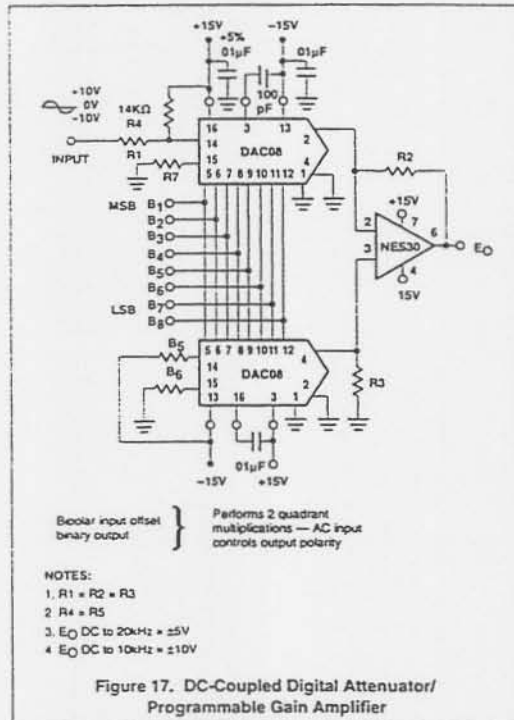 +15V
−15V
+5%
01µF
01µF
+10V
0V
−10V
14KΩ
R4
100
pF
INPUT
R1
16
3
13
2
14
DAC08
R2
15
4
R7
1
5 6 7 8 9 10 11 12
MSB
B1
B2
B3
B4
B5
B6
B7
LSB
B8
+15V
2
7
NE530
6
EO
3
4
15V
B5
5 6 7 8 9 10 11 12
4
14
DAC08
B6
15
2
R3
13
16
3
1
01µF
−15V
+15V
Bipolar input offset
binary output
}
Performs 2 quadrant
multiplications — AC input
controls output polarity
NOTES:
1. R1 = R2 = R3
2 R4 = R5
3. EO DC to 20kHz = ±5V
4 EO DC to 10kHz = ±10V
Figure 17. DC-Coupled Digital Attenuator/
Programmable Gain Amplifier